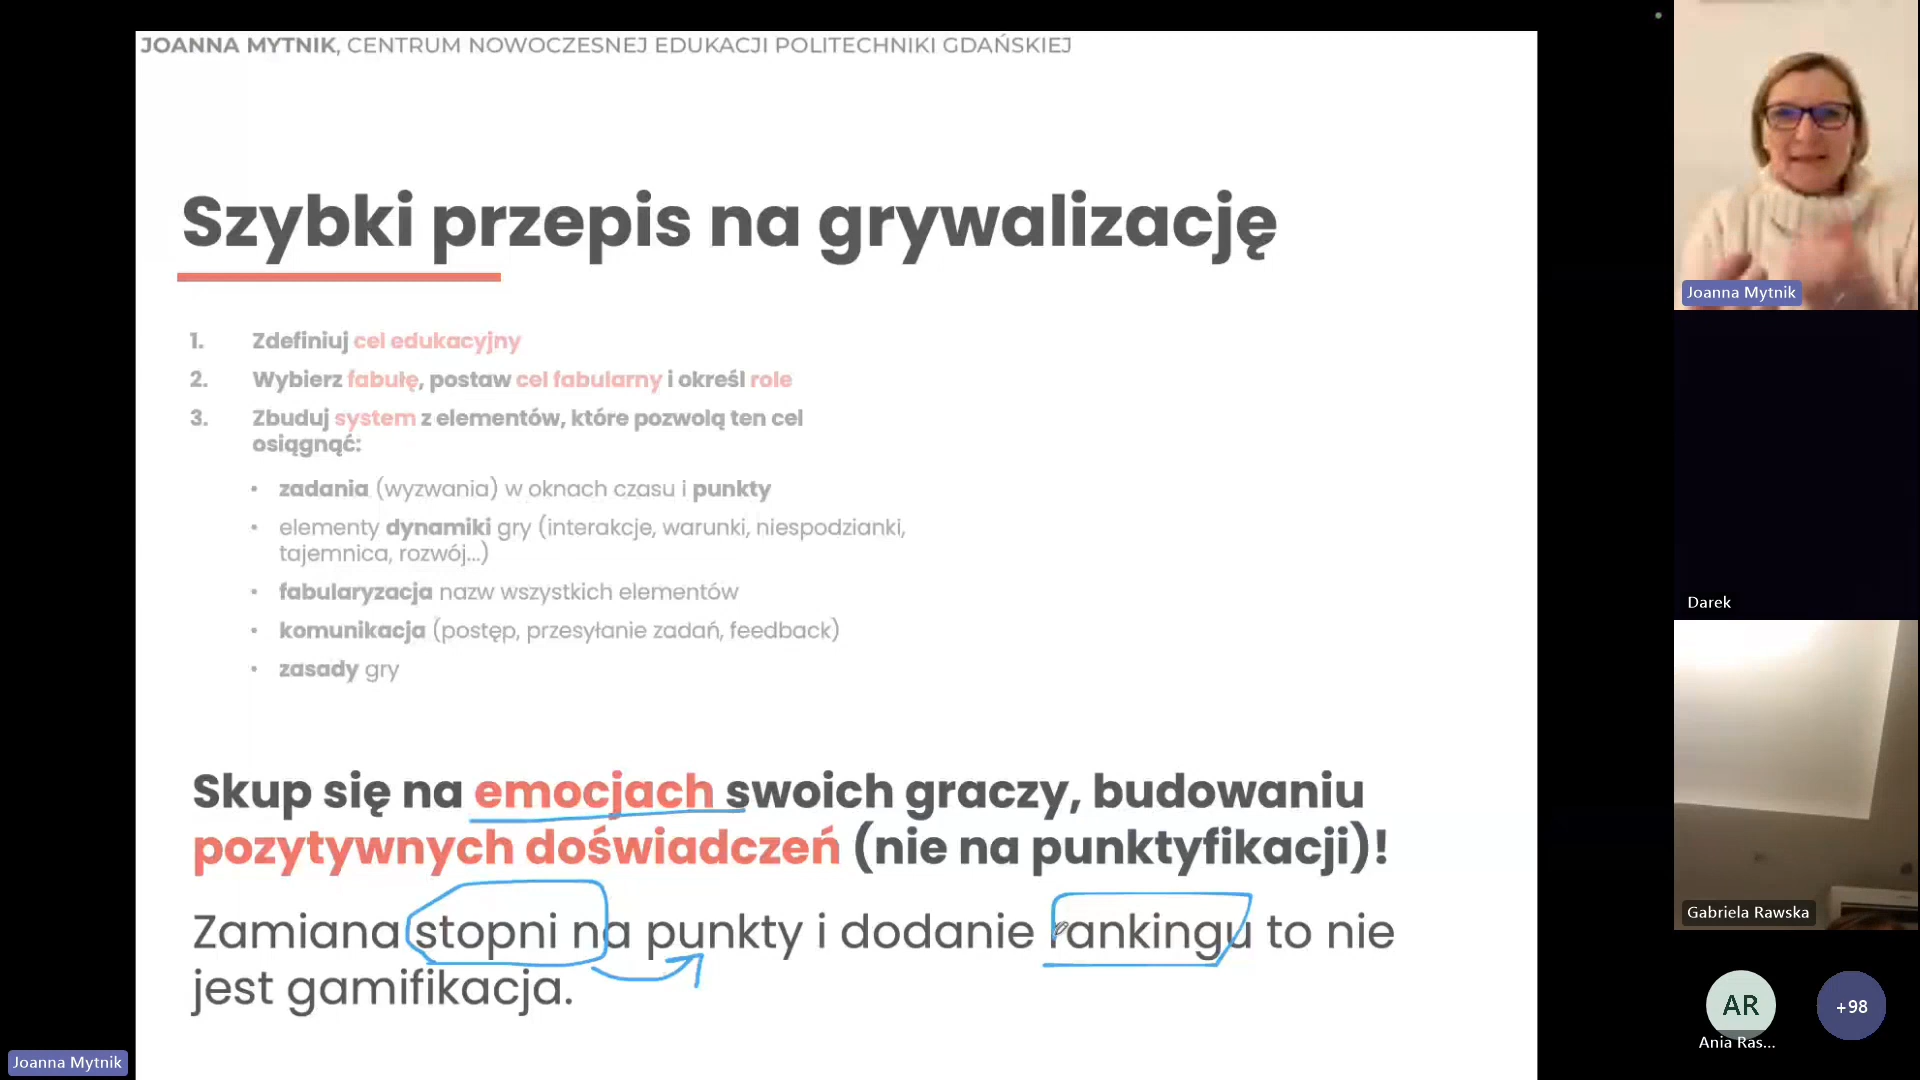 JOANNA MYTNIK, CENTRUM NOWOCZESNEJ EDUKACJI POLITECHNIKI GDAŃSKIEJ
Szybki przepis na grywalizację
1. Zdefiniuj cel edukacyjny
2. Wybierz fabułę, postaw cel fabularny i określ role
3. Zbuduj system z elementów, które pozwolą ten cel
osiągnąć:
• zadania (wyzwania) w oknach czasu i punkty
• elementy dynamiki gry (interakcje, warunki, niespodzianki,
tajemnica, rozwój...)
• fabularyzacja nazw wszystkich elementów
• komunikacja (postęp, przesyłanie zadań, feedback)
• zasady gry
Skup się na emocjach swoich graczy, budowaniu
pozytywnych doświadczeń (nie na punktyfikacji)!
Zamiana stopni na punkty i dodanie rankingu to nie
jest gamifikacja.
Joanna Mytnik
Joanna Mytnik
Darek
Gabriela Rawska
AR
+98
Ania Ras...